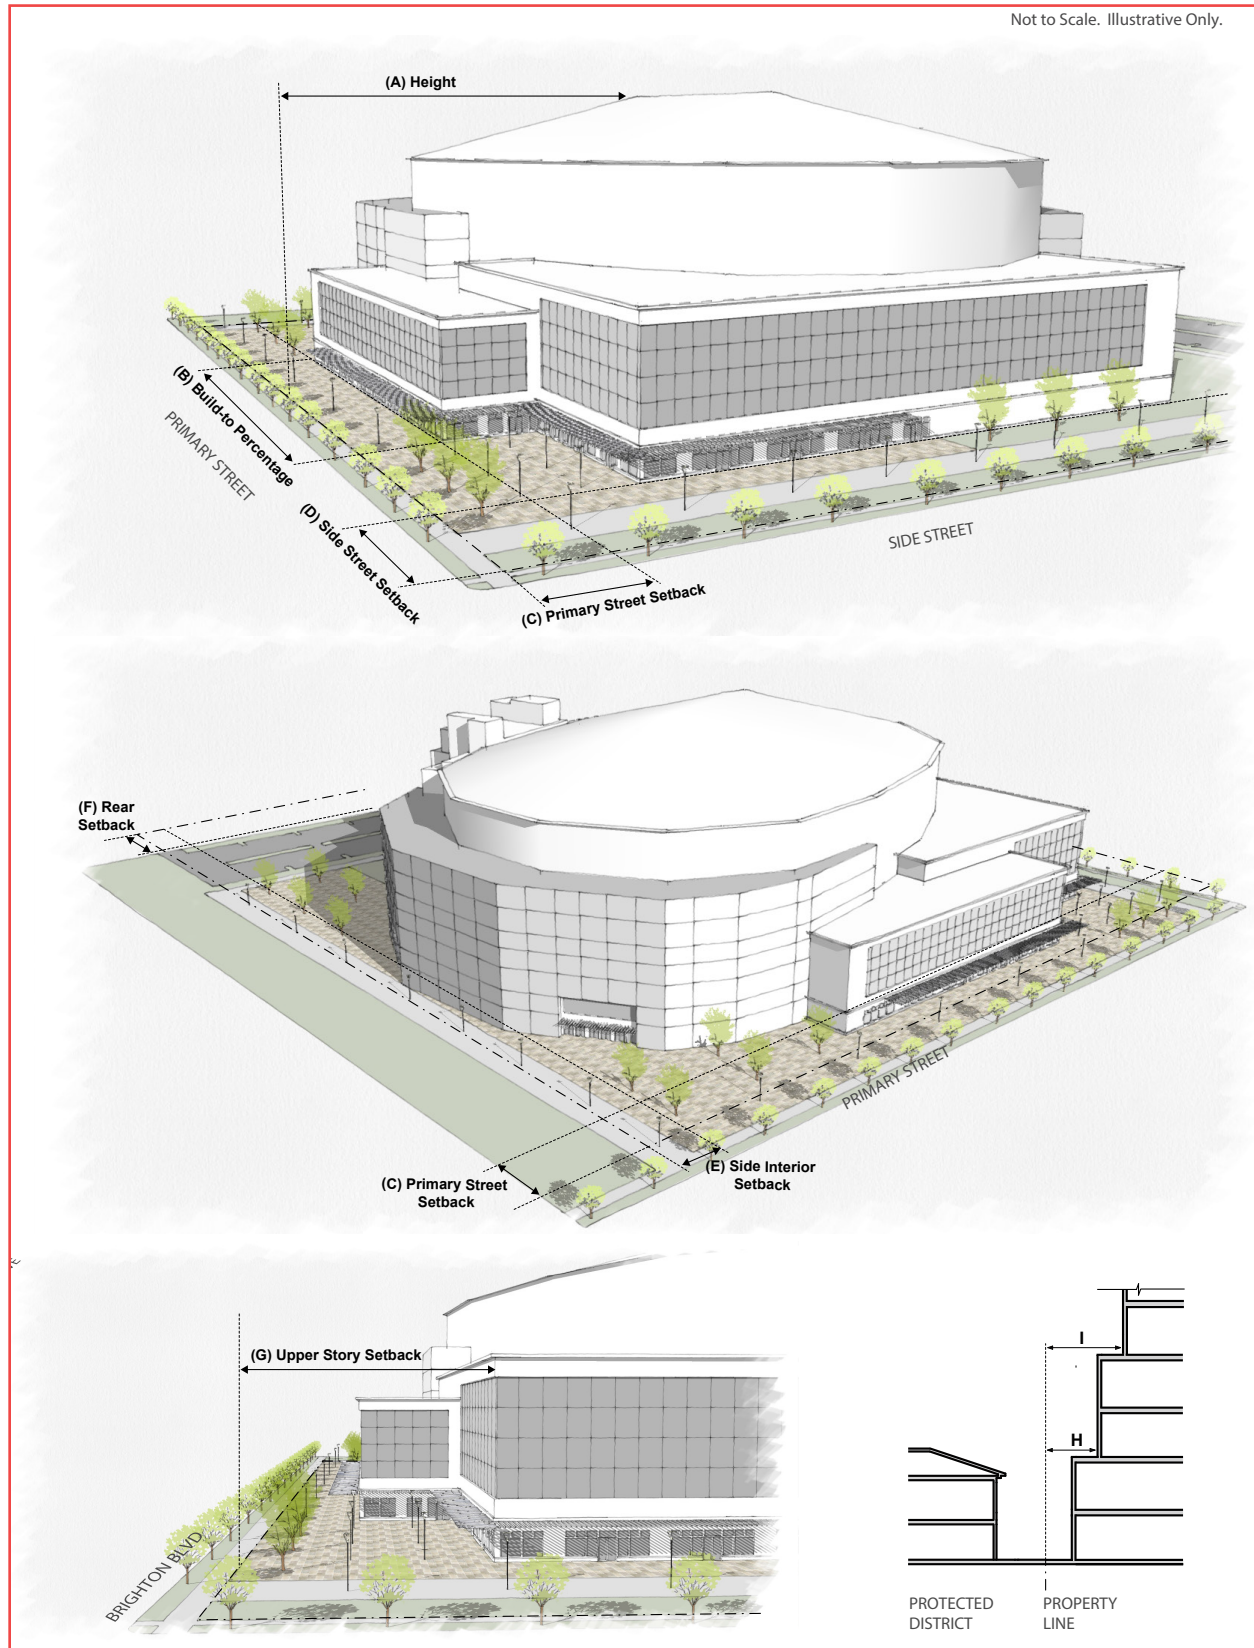 Not to Scale. Illustrative Only.
(A) Height
(B) Build-to Percentage
PRIMARY STREET
(D) Side Street Setback
SIDE STREET
(C) Primary Street Setback
(F) Rear
Setback
PRIMARY STREET
(E) Side Interior
Setback
(C) Primary Street
Setback
(G) Upper Story Setback
BRIGHTON BLVD
I
H
PROTECTED
DISTRICT
PROPERTY
LINE